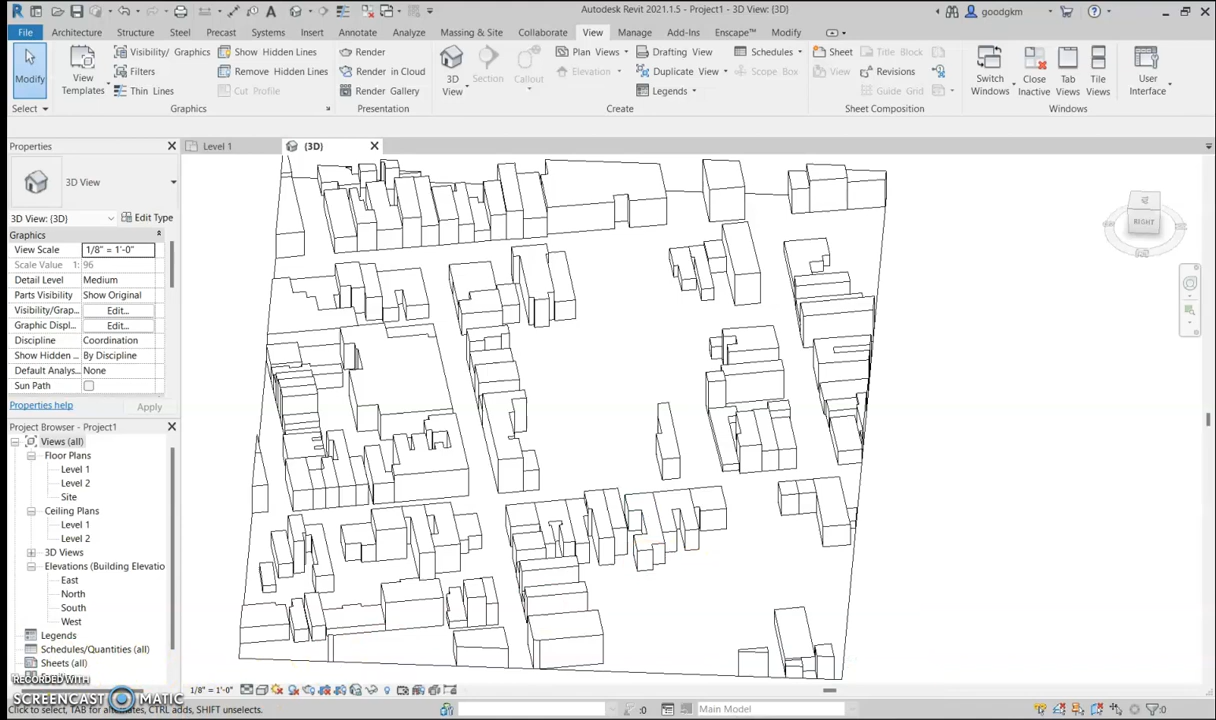 Autodesk Revit 2021.1.5 - Project1 - 3D View: {3D}
goodgkm
File Architecture Structure Steel Precast Systems Insert Annotate Analyze Massing & Site Collaborate View Manage Add-Ins Enscape™ Modify
Modify
View Templates
Visibility/ Graphics
Filters
Thin Lines
Show Hidden Lines
Remove Hidden Lines
Cut Profile
Render
Render in Cloud
Render Gallery
3D View
Section
Callout
Plan Views
Elevation
Drafting View
Duplicate View
Legends
Schedules
Scope Box
Sheet
View
Title Block
Revisions
Guide Grid
Switch Windows
Close Inactive
Tab Views
Tile Views
User Interface
Select Graphics Presentation Create Sheet Composition Windows
Properties
Level 1
{3D}
3D View
3D View: {3D}
Edit Type
Graphics
View Scale 1/8" = 1'-0"
Scale Value 1: 96
Detail Level Medium
Parts Visibility Show Original
Visibility/Grap... Edit...
Graphic Displ... Edit...
Discipline Coordination
Show Hidden ... By Discipline
Default Analys... None
Sun Path
Properties help
Apply
RIGHT
Project Browser - Project1
Views (all)
Floor Plans
Level 1
Level 2
Site
Ceiling Plans
Level 1
Level 2
3D Views
Elevations (Building Elevatio
East
North
South
West
Legends
Schedules/Quantities (all)
Sheets (all)
RECORDED WITH
SCREENCAST MATIC
1/8" = 1'-0"
Click to select, TAB for alternates, CTRL adds, SHIFT unselects.
:0
Main Model
:0